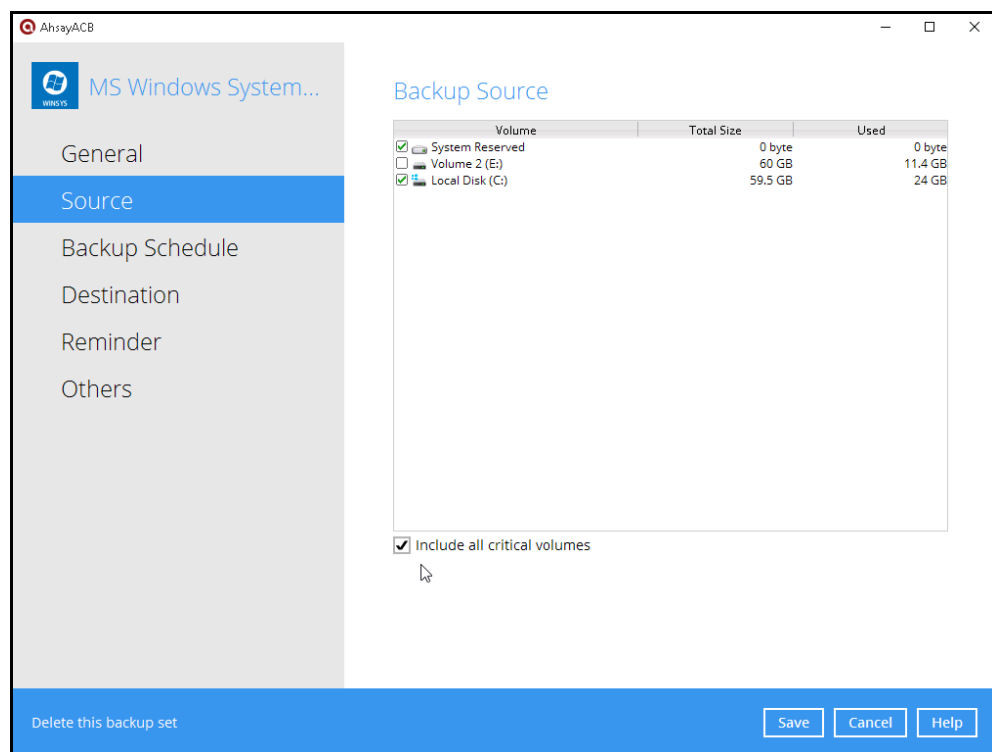 AhsayACB
WINSYS
MS Windows System...
General
Source
Backup Schedule
Destination
Reminder
Others
Backup Source
Volume Total Size Used
System Reserved 0 byte 0 byte
Volume 2 (E:) 60 GB 11.4 GB
Local Disk (C:) 59.5 GB 24 GB
Include all critical volumes
Delete this backup set
Save Cancel Help